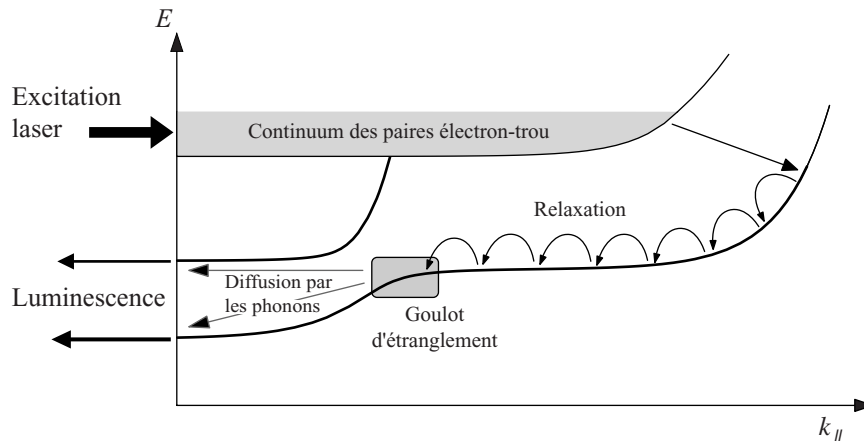 E
Excitation
laser
Continuum des paires électron-trou
Relaxation
Diffusion par
les phonons
Luminescence
Goulot
d'étranglement
k //